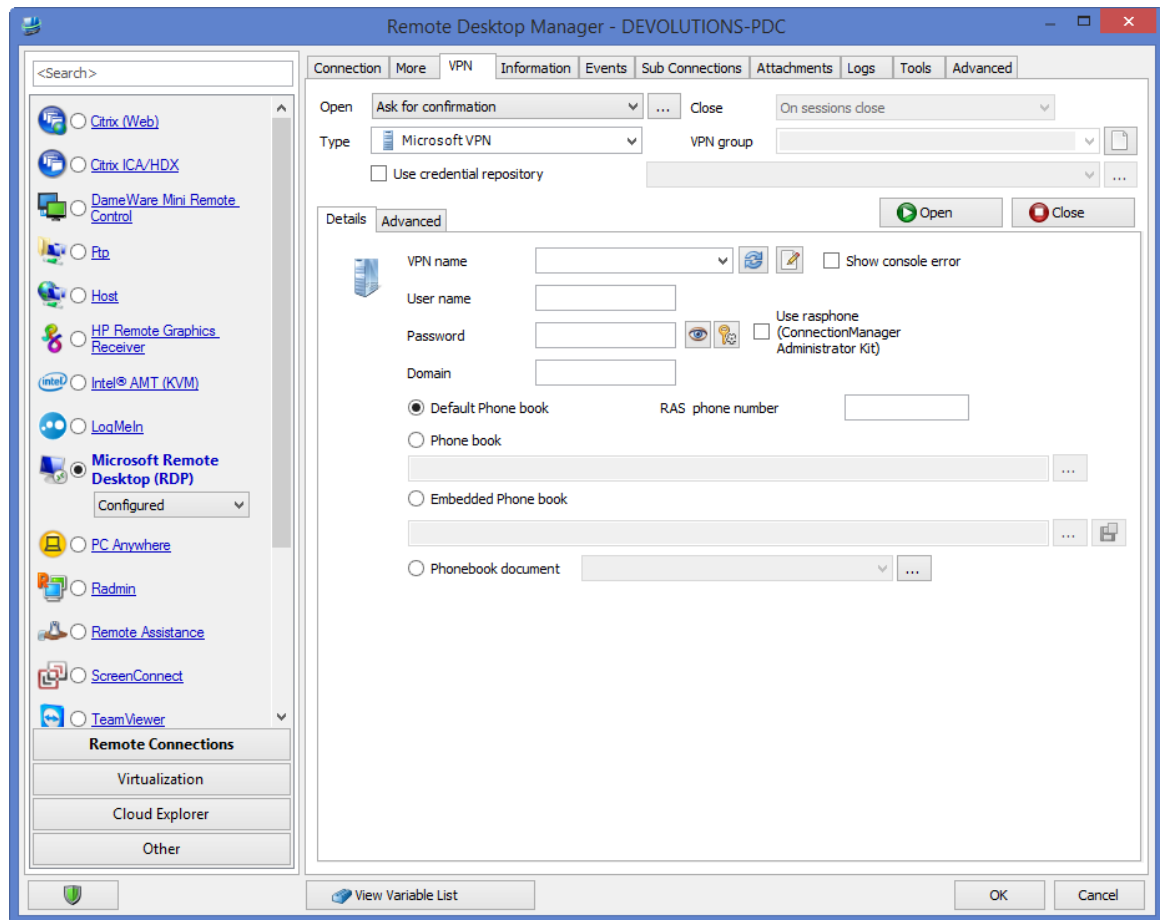 Remote Desktop Manager - DEVOLUTIONS-PDC
<Search>
Citrix (Web)
Citrix ICA/HDX
DameWare Mini Remote
Control
Ftp
Host
HP Remote Graphics
Receiver
intel
Intel® AMT (KVM)
LogMeIn
Microsoft Remote
Desktop (RDP)
Configured
PC Anywhere
Radmin
Remote Assistance
ScreenConnect
TeamViewer
Remote Connections
Virtualization
Cloud Explorer
Other
Connection More VPN Information Events Sub Connections Attachments Logs Tools Advanced
Open Ask for confirmation ... Close On sessions close
Type Microsoft VPN VPN group
Use credential repository ...
Details Advanced Open Close
VPN name Show console error
User name
Password Use rasphone
(ConnectionManager
Administrator Kit)
Domain
Default Phone book RAS phone number
Phone book
...
Embedded Phone book
...
Phonebook document ...
View Variable List OK Cancel